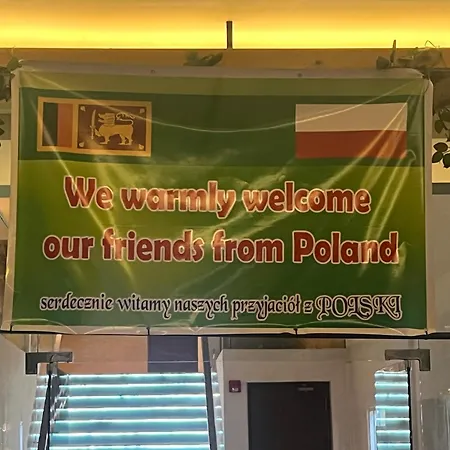 We warmly welcome
our friends from Poland
serdecznie witamy naszych przyjaciół z POLSKI